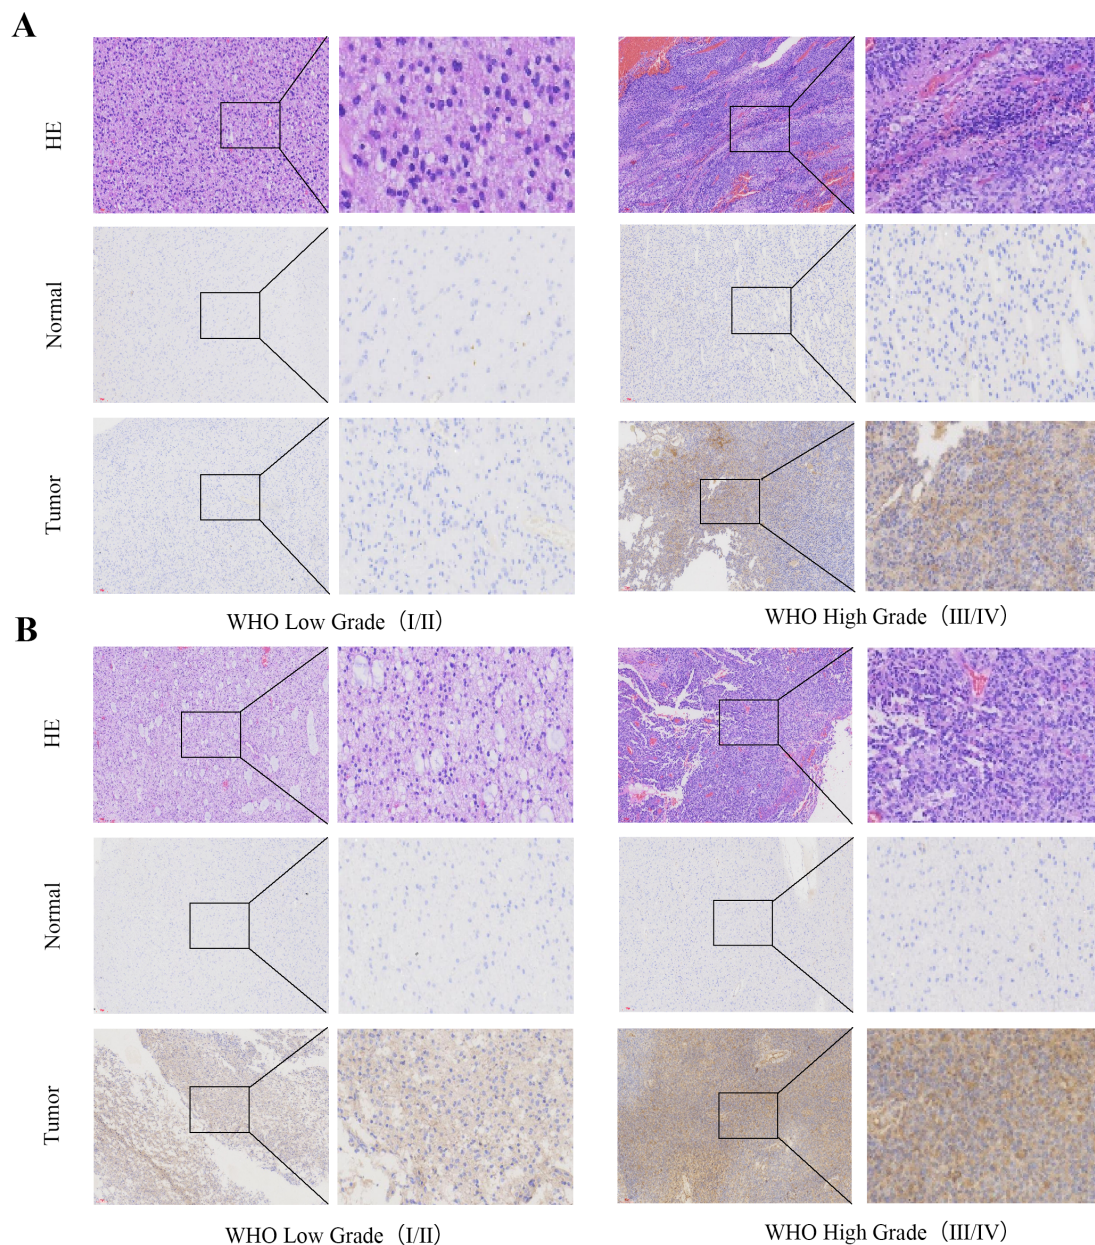 A
HE
Normal
Tumor
WHO Low Grade（I/II）
WHO High Grade（III/IV）
B
HE
Normal
Tumor
WHO Low Grade（I/II）
WHO High Grade（III/IV）